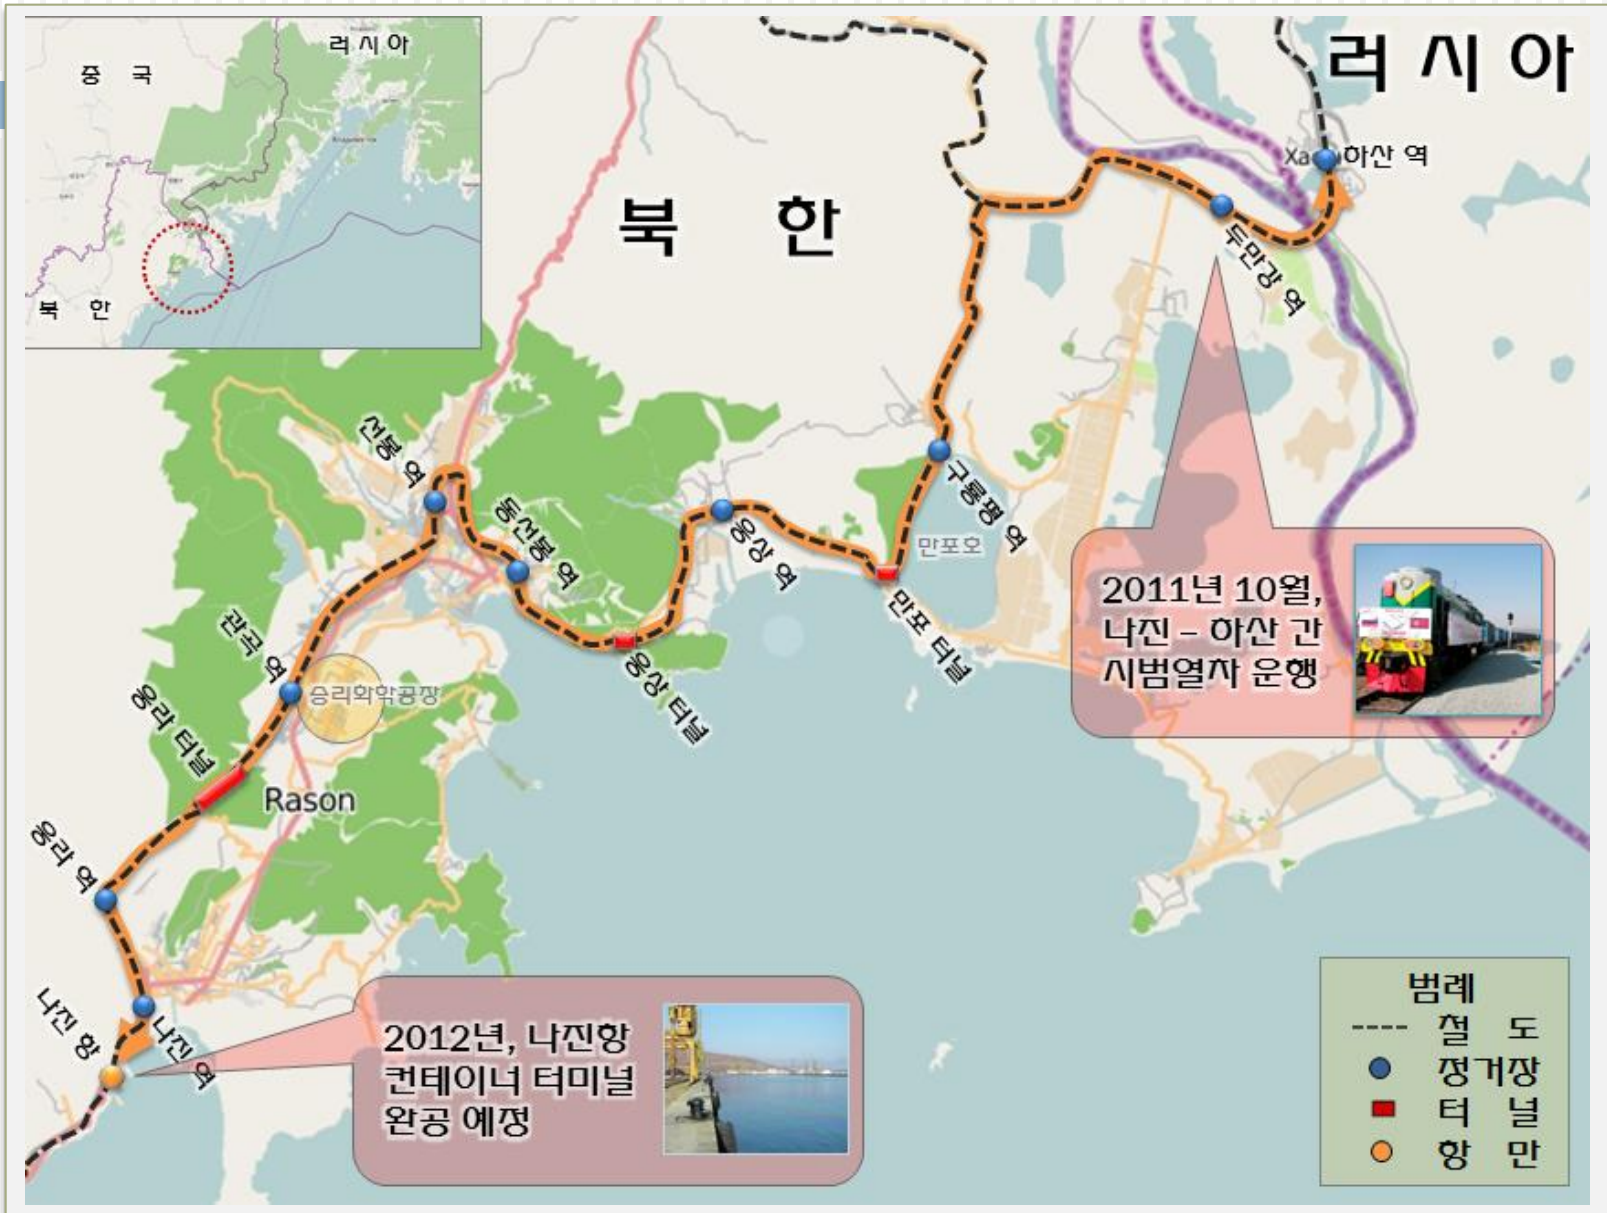 러 시 아
중 국
북 한
러 시 아
북 한
하산 역
두만강 역
선봉 역
동선봉 역
웅상 역
구룡평 역
만포호
만포 터널
웅상 터널
관곡 역
승리화학공장
웅라 터널
Rason
웅라 역
나진 항
나진 역
2011년 10월,
나진 – 하산 간
시범열차 운행
2012년, 나진항
컨테이너 터미널
완공 예정
범례
철 도
정거장
터 널
항 만